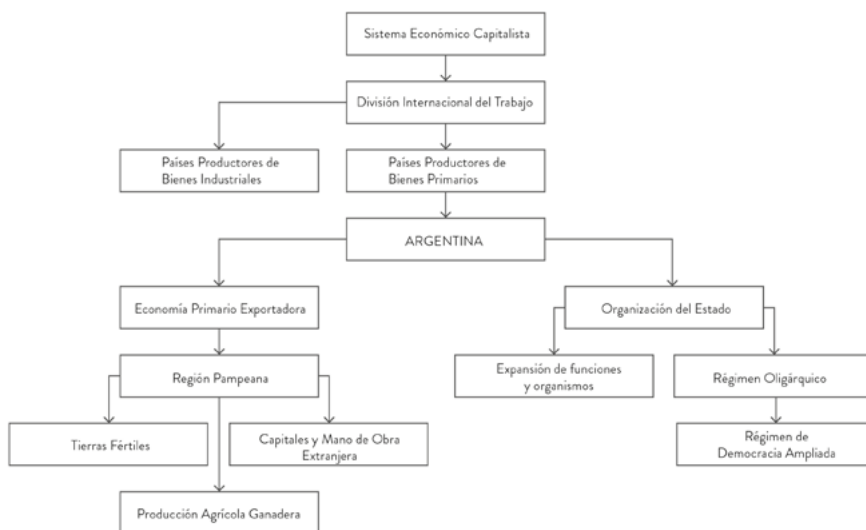 Sistema Económico Capitalista
División Internacional del Trabajo
Países Productores de
Bienes Industriales
Países Productores de
Bienes Primarios
ARGENTINA
Economía Primario Exportadora
Organización del Estado
Región Pampeana
Expansión de funciones
y organismos
Régimen Oligárquico
Tierras Fértiles
Capitales y Mano de Obra
Extranjera
Régimen de
Democracia Ampliada
Producción Agrícola Ganadera